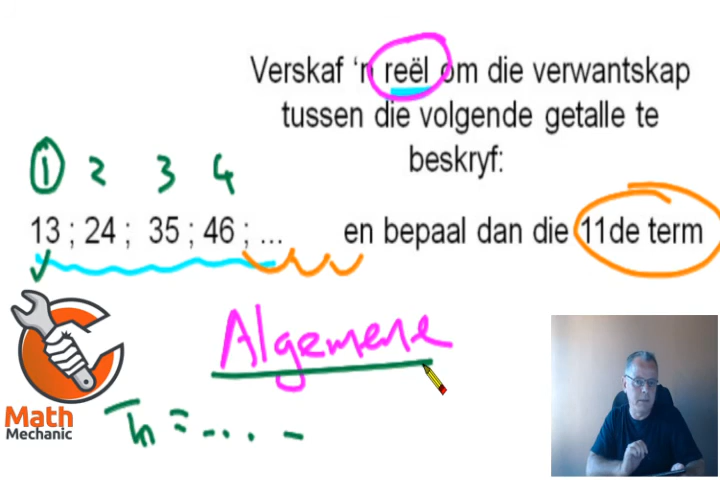 Verskaf ‘n reël om die verwantskap
tussen die volgende getalle te
beskryf:
1 2 3 4
13 ; 24 ; 35 ; 46 ; ... en bepaal dan die 11de term
Algemene
Math
Mechanic
Tn = ... -